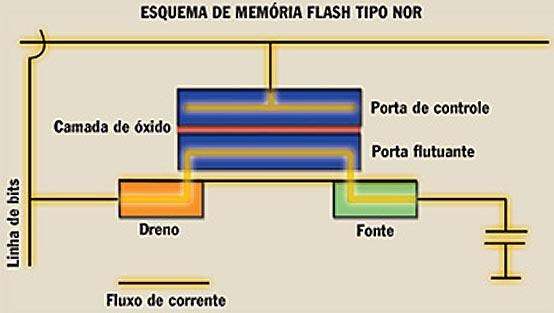 ESQUEMA DE MEMÓRIA FLASH TIPO NOR
Porta de controle
Camada de óxido
Porta flutuante
Linha de bits
Dreno
Fonte
Fluxo de corrente